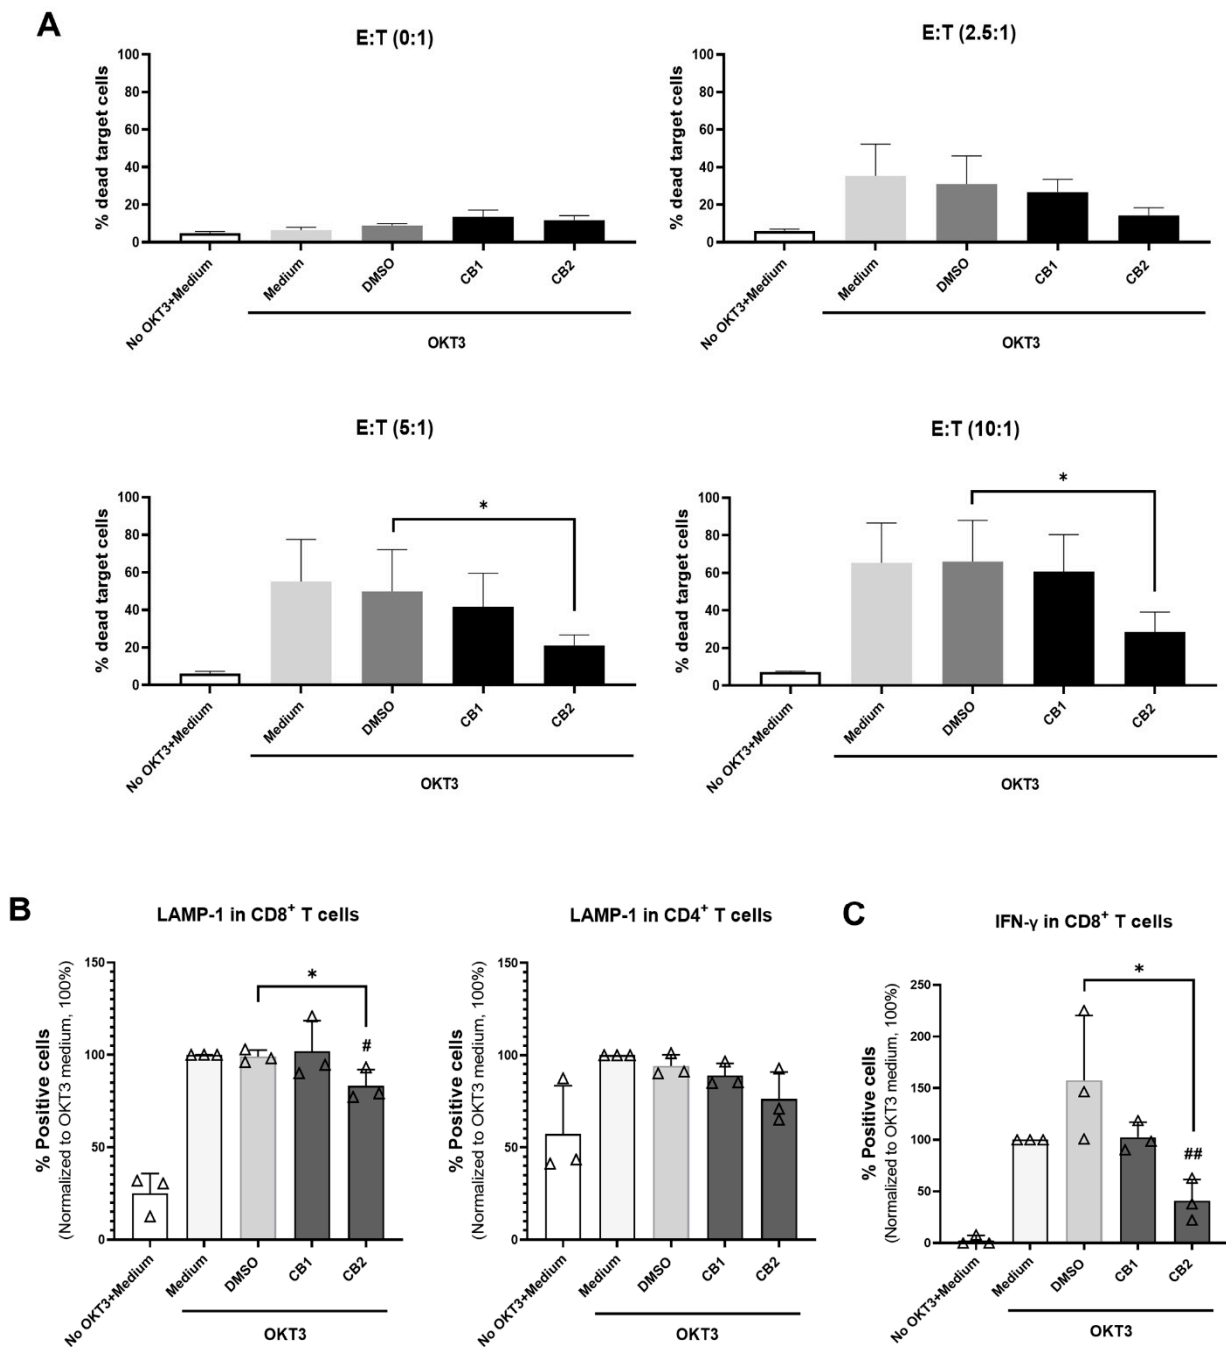 A
E:T (0:1)
% dead target cells
100
80
60
40
20
0
No OKT3+Medium
Medium
DMSO
CB1
CB2
OKT3
E:T (2.5:1)
% dead target cells
100
80
60
40
20
0
No OKT3+Medium
Medium
DMSO
CB1
CB2
OKT3
E:T (5:1)
% dead target cells
100
80
60
40
20
0
*
No OKT3+Medium
Medium
DMSO
CB1
CB2
OKT3
E:T (10:1)
% dead target cells
100
80
60
40
20
0
*
No OKT3+Medium
Medium
DMSO
CB1
CB2
OKT3
B
LAMP-1 in CD8⁺ T cells
% Positive cells
(Normalized to OKT3 medium, 100%)
150
100
50
0
*
#
No OKT3+Medium
Medium
DMSO
CB1
CB2
OKT3
LAMP-1 in CD4⁺ T cells
% Positive cells
(Normalized to OKT3 medium, 100%)
150
100
50
0
No OKT3+Medium
Medium
DMSO
CB1
CB2
OKT3
C
IFN-γ in CD8⁺ T cells
% Positive cells
(Normalized to OKT3 medium, 100%)
250
200
150
100
50
0
*
##
No OKT3+Medium
Medium
DMSO
CB1
CB2
OKT3